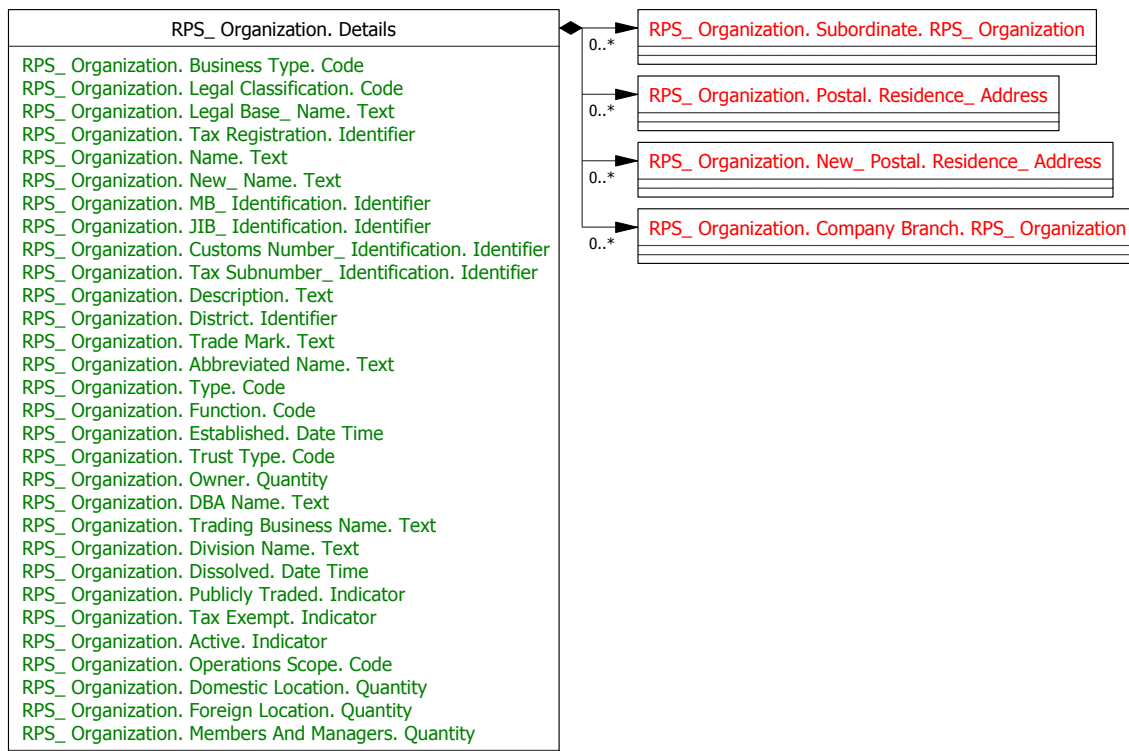 RPS_ Organization. Details
RPS_ Organization. Business Type. Code
RPS_ Organization. Legal Classification. Code
RPS_ Organization. Legal Base_ Name. Text
RPS_ Organization. Tax Registration. Identifier
RPS_ Organization. Name. Text
RPS_ Organization. New_ Name. Text
RPS_ Organization. MB_ Identification. Identifier
RPS_ Organization. JIB_ Identification. Identifier
RPS_ Organization. Customs Number_ Identification. Identifier
RPS_ Organization. Tax Subnumber_ Identification. Identifier
RPS_ Organization. Description. Text
RPS_ Organization. District. Identifier
RPS_ Organization. Trade Mark. Text
RPS_ Organization. Abbreviated Name. Text
RPS_ Organization. Type. Code
RPS_ Organization. Function. Code
RPS_ Organization. Established. Date Time
RPS_ Organization. Trust Type. Code
RPS_ Organization. Owner. Quantity
RPS_ Organization. DBA Name. Text
RPS_ Organization. Trading Business Name. Text
RPS_ Organization. Division Name. Text
RPS_ Organization. Dissolved. Date Time
RPS_ Organization. Publicly Traded. Indicator
RPS_ Organization. Tax Exempt. Indicator
RPS_ Organization. Active. Indicator
RPS_ Organization. Operations Scope. Code
RPS_ Organization. Domestic Location. Quantity
RPS_ Organization. Foreign Location. Quantity
RPS_ Organization. Members And Managers. Quantity
0..*
RPS_ Organization. Subordinate. RPS_ Organization
0..*
RPS_ Organization. Postal. Residence_ Address
0..*
RPS_ Organization. New_ Postal. Residence_ Address
0..*
RPS_ Organization. Company Branch. RPS_ Organization